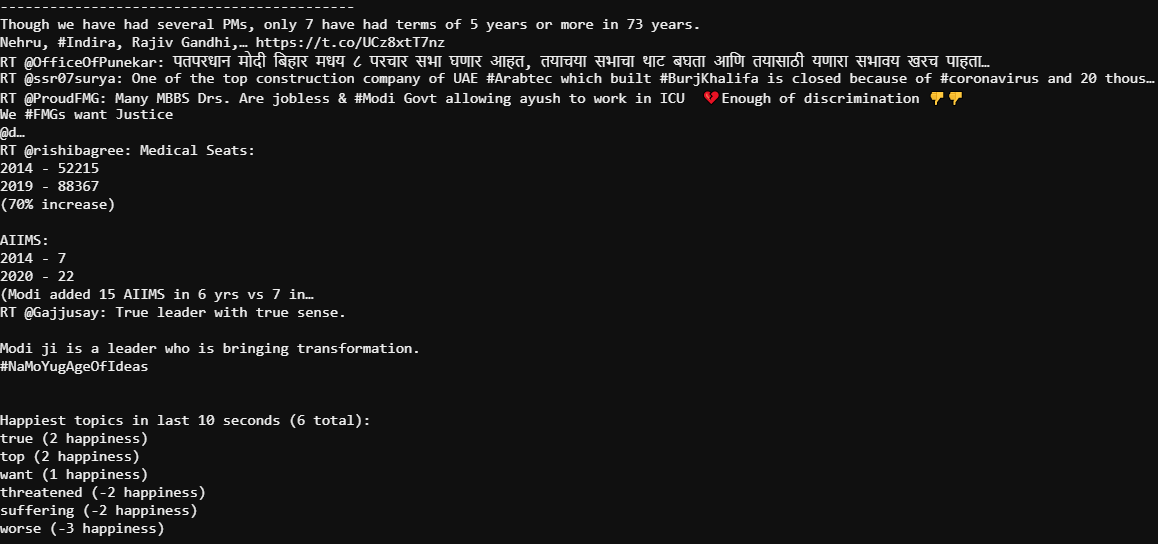 --------------------------------------------
Though we have had several PMs, only 7 have had terms of 5 years or more in 73 years.
Nehru, #Indira, Rajiv Gandhi,… https://t.co/UCz8xtT7nz
RT @OfficeOfPunekar: पतपरधान मोदी बिहार मधय ८ परचार सभा घणार आहत, तयाचया सभाचा थाट बघता आणि तयासाठी यणारा सभावय खरच पाहता…
RT @ssr07surya: One of the top construction company of UAE #Arabtec which built #BurjKhalifa is closed because of #coronavirus and 20 thous…
RT @ProudFMG: Many MBBS Drs. Are jobless & #Modi Govt allowing ayush to work in ICU 💔Enough of discrimination 👎👎
We #FMGs want Justice
@d…
RT @rishibagree: Medical Seats:
2014 - 52215
2019 - 88367
(70% increase)
AIIMS:
2014 - 7
2020 - 22
(Modi added 15 AIIMS in 6 yrs vs 7 in…
RT @Gajjusay: True leader with true sense.
Modi ji is a leader who is bringing transformation.
#NaMoYugAgeOfIdeas
Happiest topics in last 10 seconds (6 total):
true (2 happiness)
top (2 happiness)
want (1 happiness)
threatened (-2 happiness)
suffering (-2 happiness)
worse (-3 happiness)